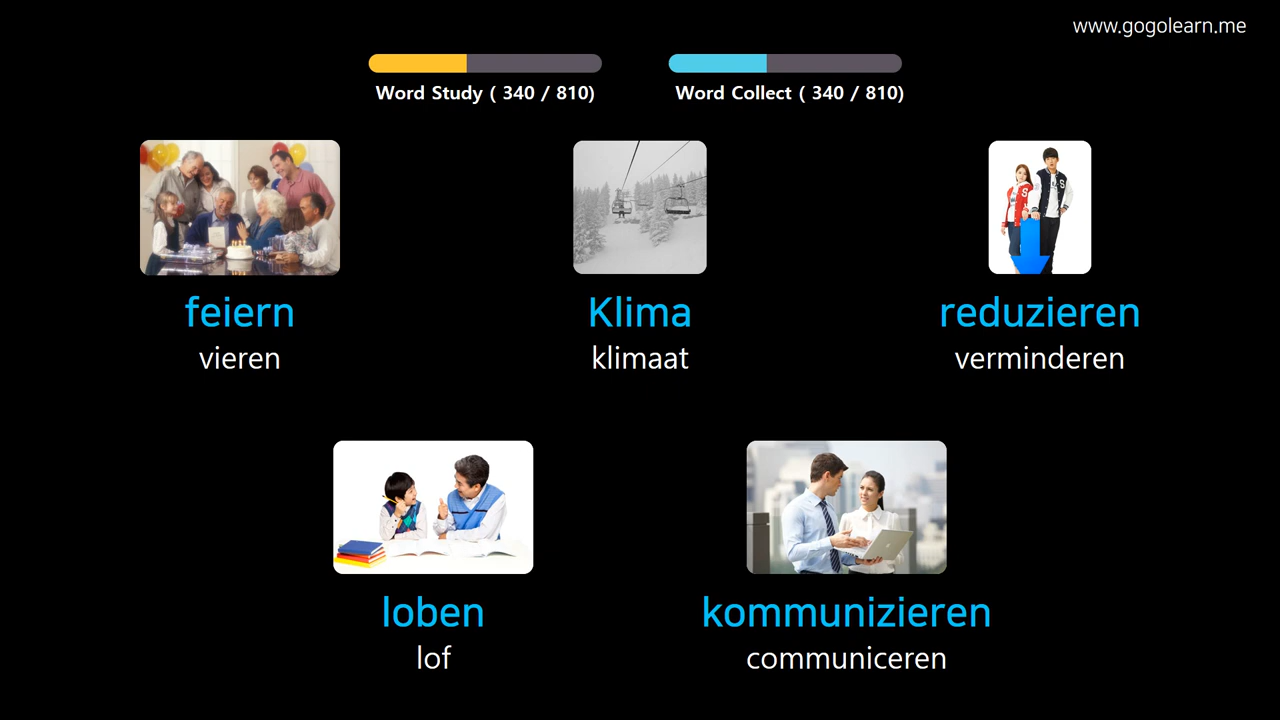 www.gogolearn.me
Word Study ( 340 / 810)
Word Collect ( 340 / 810)
feiern
vieren
Klima
klimaat
reduzieren
verminderen
loben
lof
kommunizieren
communiceren